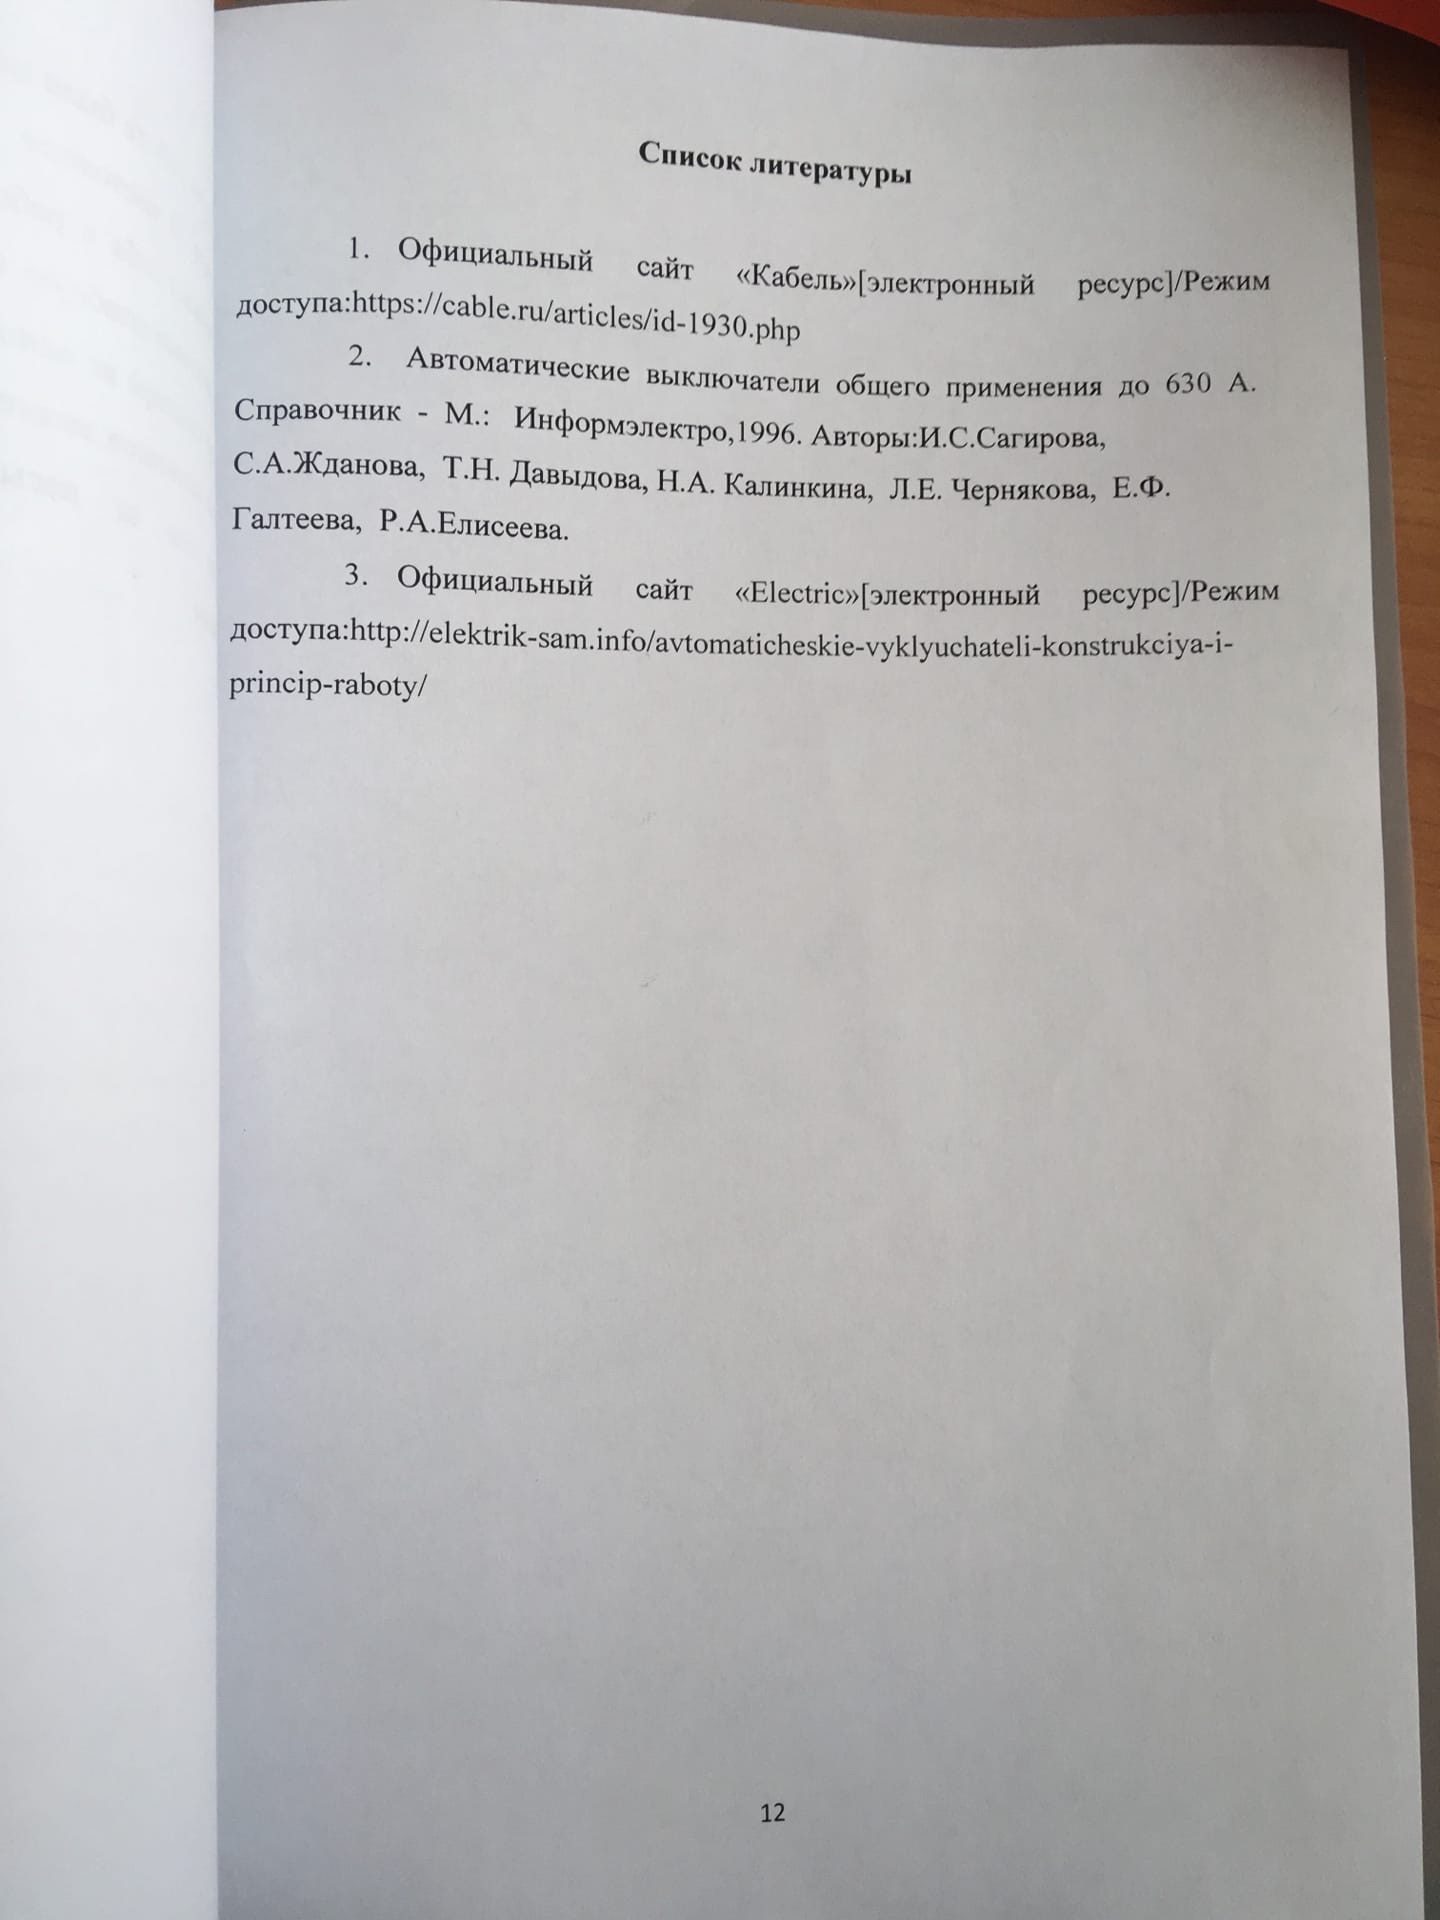 Список литературы
1. Официальный сайт «Кабель»[электронный ресурс]/Режим
доступа:https://cable.ru/articles/id-1930.php
2. Автоматические выключатели общего применения до 630 А.
Справочник - М.: Информэлектро,1996. Авторы:И.С.Сагирова,
С.А.Жданова, Т.Н. Давыдова, Н.А. Калинкина, Л.Е. Чернякова, Е.Ф.
Галтеева, Р.А.Елисеева.
3. Официальный сайт «Electric»[электронный ресурс]/Режим
доступа:http://elektrik-sam.info/avtomaticheskie-vyklyuchateli-konstrukciya-i-
princip-raboty/
12